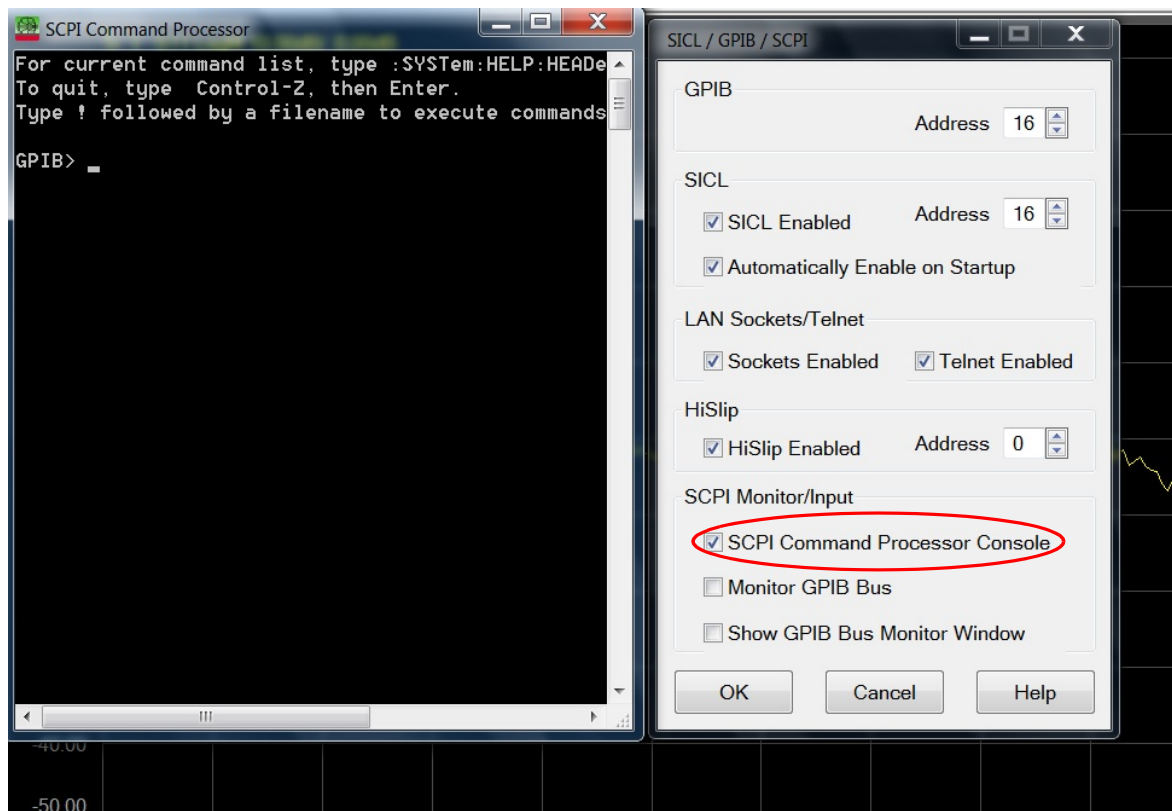 SCPI Command Processor
For current command list, type :SYSTem:HELP:HEADe
To quit, type Control-Z, then Enter.
Type ! followed by a filename to execute commands
GPIB> _
SICL / GPIB / SCPI
GPIB
Address 16
SICL
SICL Enabled Address 16
Automatically Enable on Startup
LAN Sockets/Telnet
Sockets Enabled Telnet Enabled
HiSlip
HiSlip Enabled Address 0
SCPI Monitor/Input
SCPI Command Processor Console
Monitor GPIB Bus
Show GPIB Bus Monitor Window
OK Cancel Help
-40.00
-50.00